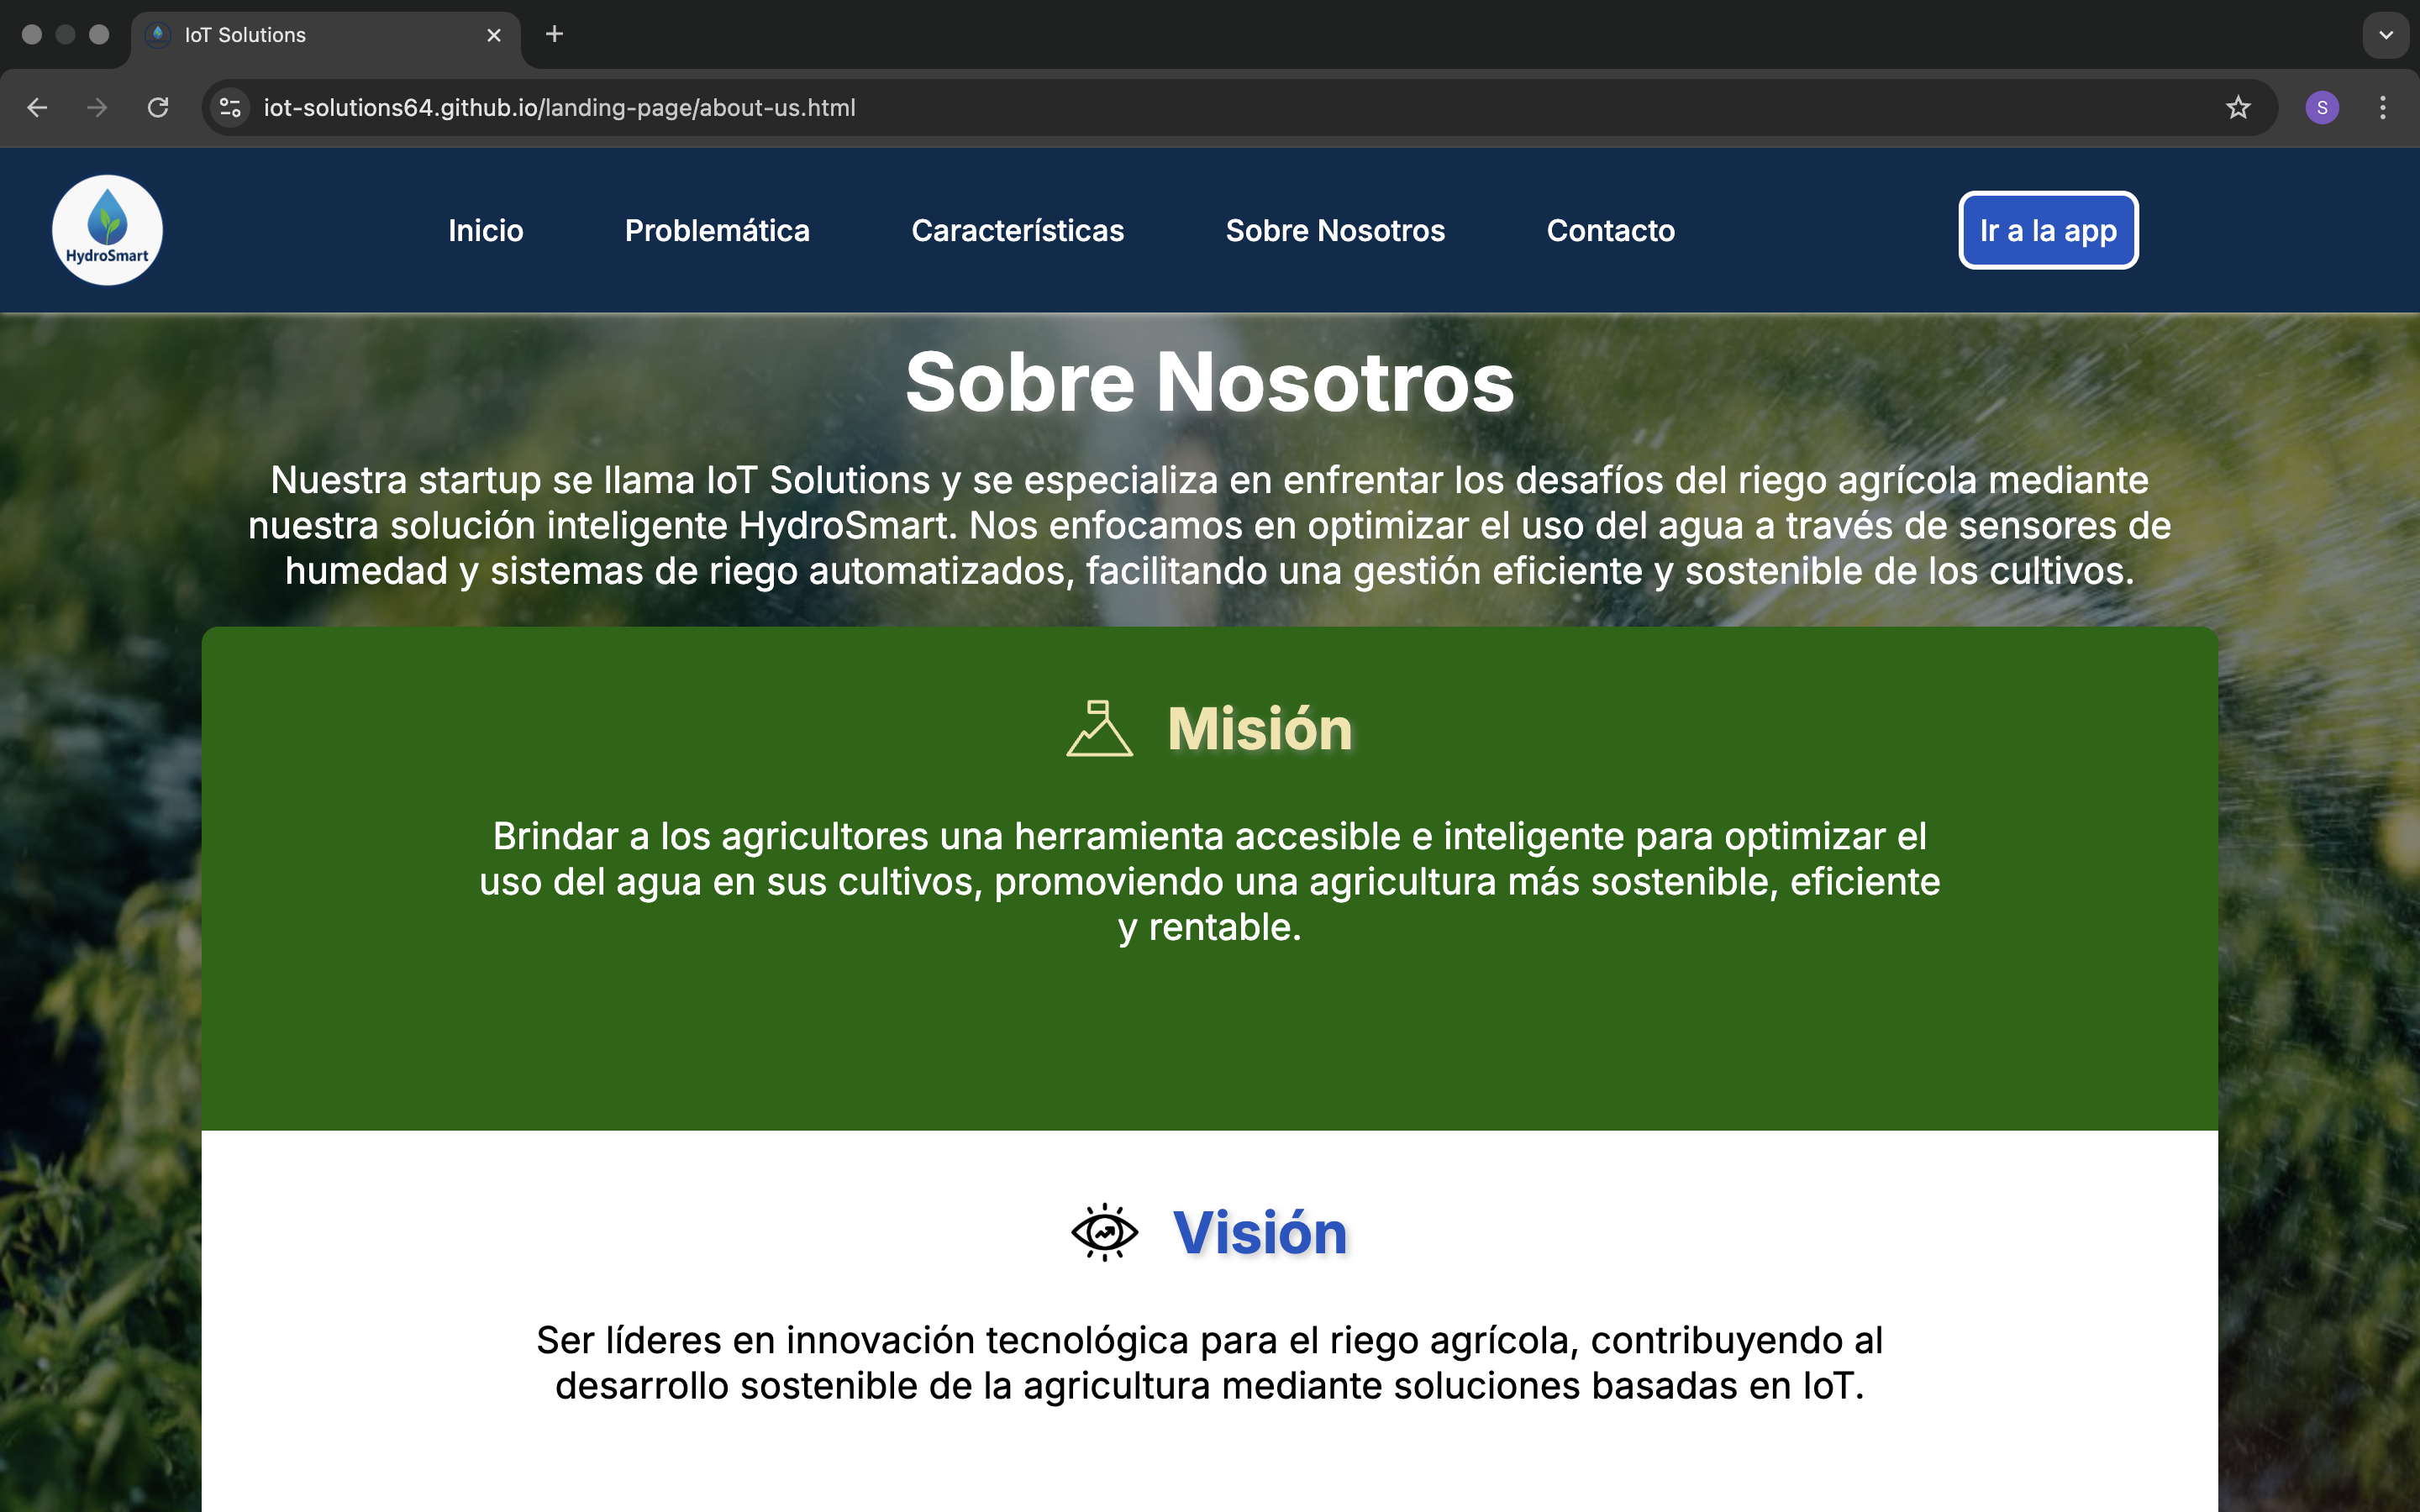 IoT Solutions
iot-solutions64.github.io/landing-page/about-us.html
S
HydroSmart
Inicio
Problemática
Características
Sobre Nosotros
Contacto
Ir a la app
Sobre Nosotros
Nuestra startup se llama IoT Solutions y se especializa en enfrentar los desafíos del riego agrícola mediante
nuestra solución inteligente HydroSmart. Nos enfocamos en optimizar el uso del agua a través de sensores de
humedad y sistemas de riego automatizados, facilitando una gestión eficiente y sostenible de los cultivos.
Misión
Brindar a los agricultores una herramienta accesible e inteligente para optimizar el
uso del agua en sus cultivos, promoviendo una agricultura más sostenible, eficiente
y rentable.
Visión
Ser líderes en innovación tecnológica para el riego agrícola, contribuyendo al
desarrollo sostenible de la agricultura mediante soluciones basadas en IoT.